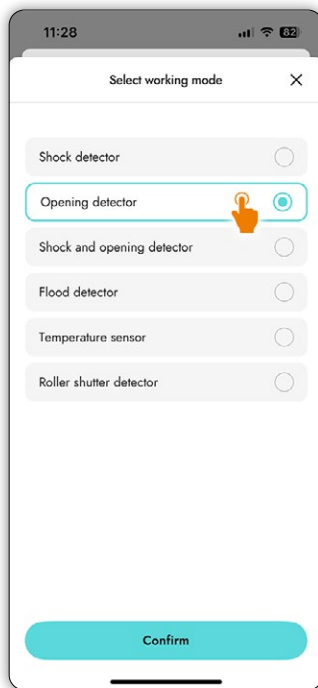 11:28
82
Select working mode
Shock detector
Opening detector
Shock and opening detector
Flood detector
Temperature sensor
Roller shutter detector
Confirm